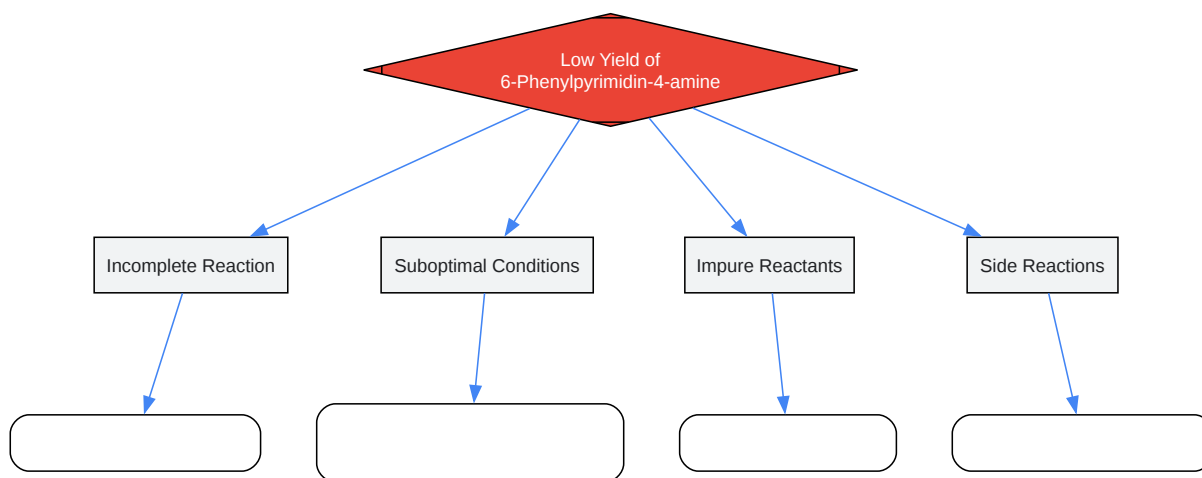 Low Yield of
6-Phenylpyrimidin-4-amine
Incomplete Reaction
Suboptimal Conditions
Impure Reactants
Side Reactions